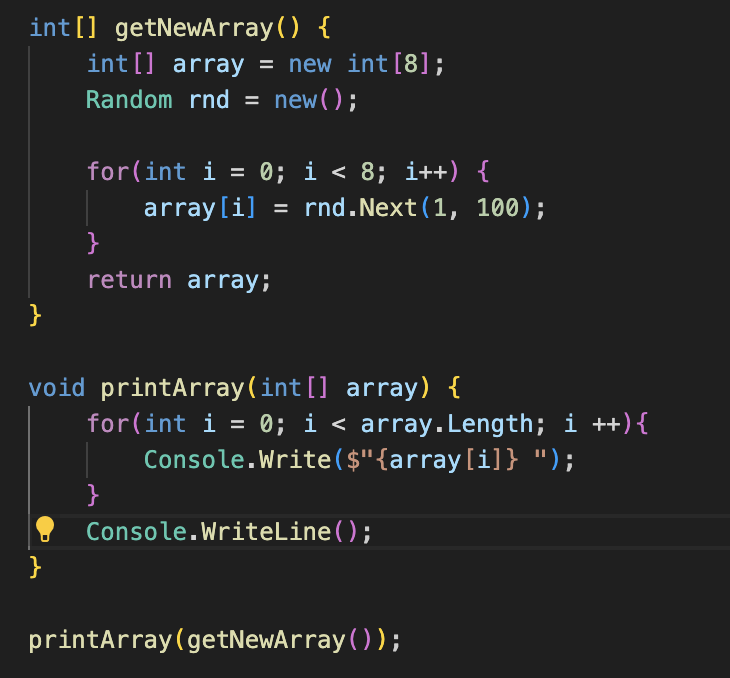 int[] getNewArray() {
    int[] array = new int[8];
    Random rnd = new();

    for(int i = 0; i < 8; i++) {
        array[i] = rnd.Next(1, 100);
    }
    return array;
}

void printArray(int[] array) {
    for(int i = 0; i < array.Length; i ++){
        Console.Write($"{array[i]} ");
    }
    Console.WriteLine();
}

printArray(getNewArray());